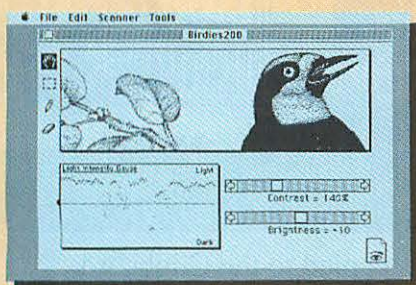 File Edit Scanner Tools
Birdies200
Light Intensity Gauge Light
Dark
Contrast = 140%
Brightness = -10